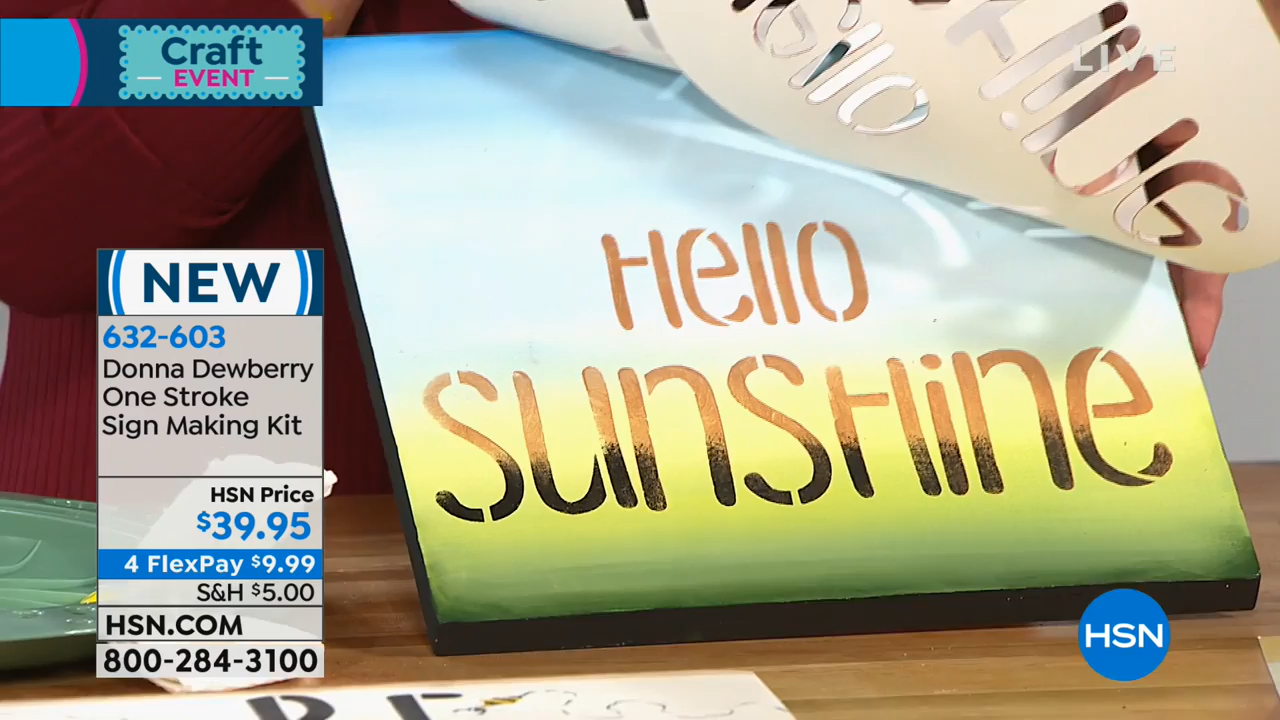 Craft
EVENT
LIVE
Hello
Hello
SunsHine
NEW
632-603
Donna Dewberry
One Stroke
Sign Making Kit
HSN Price
$39.95
4 FlexPay $9.99
S&H $5.00
HSN.COM
800-284-3100
HSN